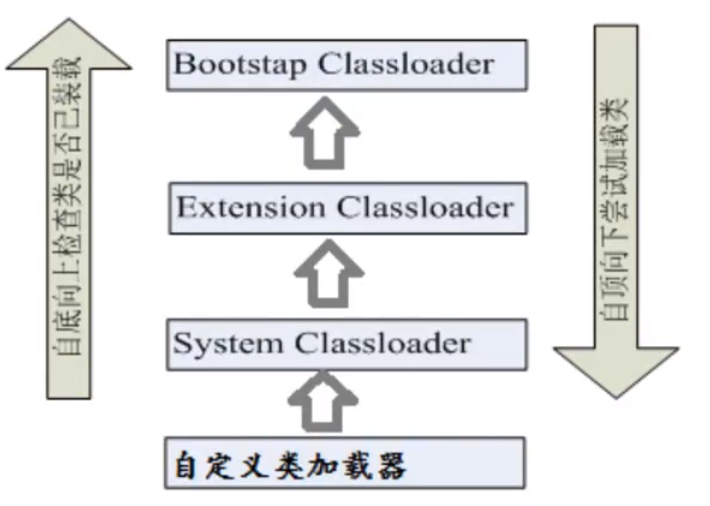 自底向上检查类是否已装载
Bootstap Classloader
Extension Classloader
System Classloader
自定义类加载器
自顶向下尝试加载类